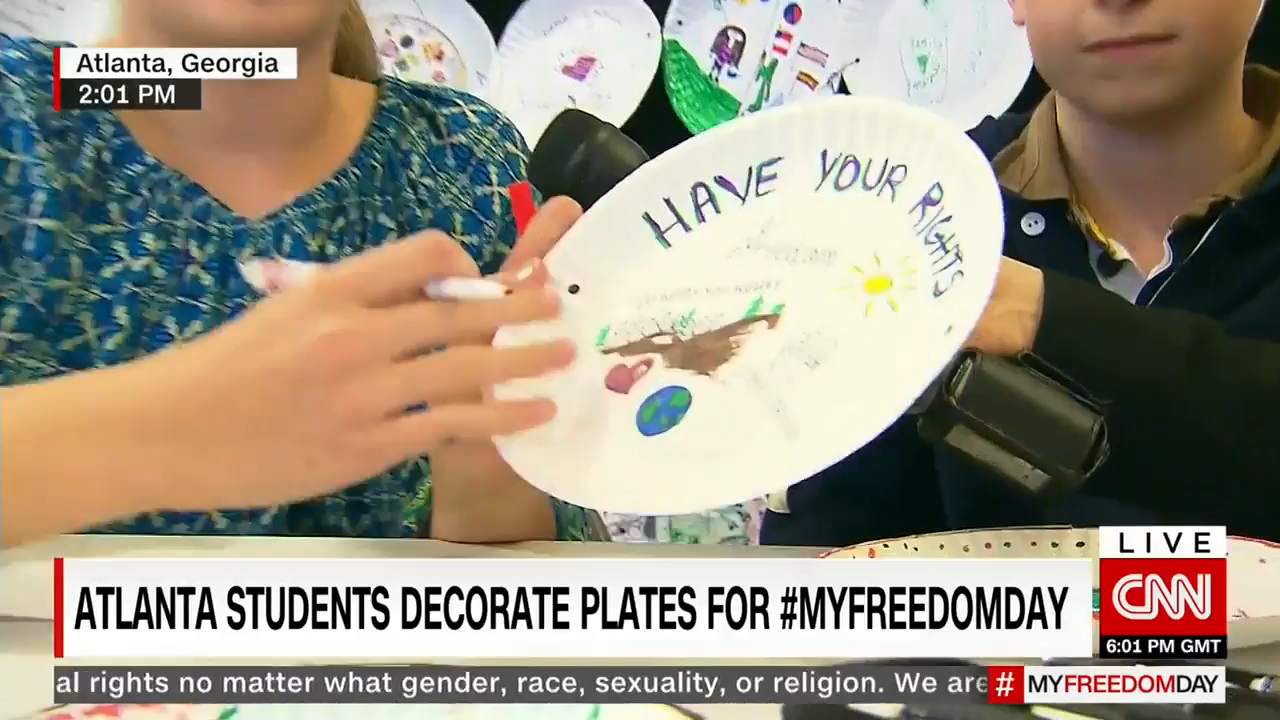 Atlanta, Georgia
2:01 PM
HAVE YOUR RIGHTS
LIVE
CNN
6:01 PM GMT
ATLANTA STUDENTS DECORATE PLATES FOR #MYFREEDOMDAY
al rights no matter what gender, race, sexuality, or religion. We are
# MYFREEDOMDAY